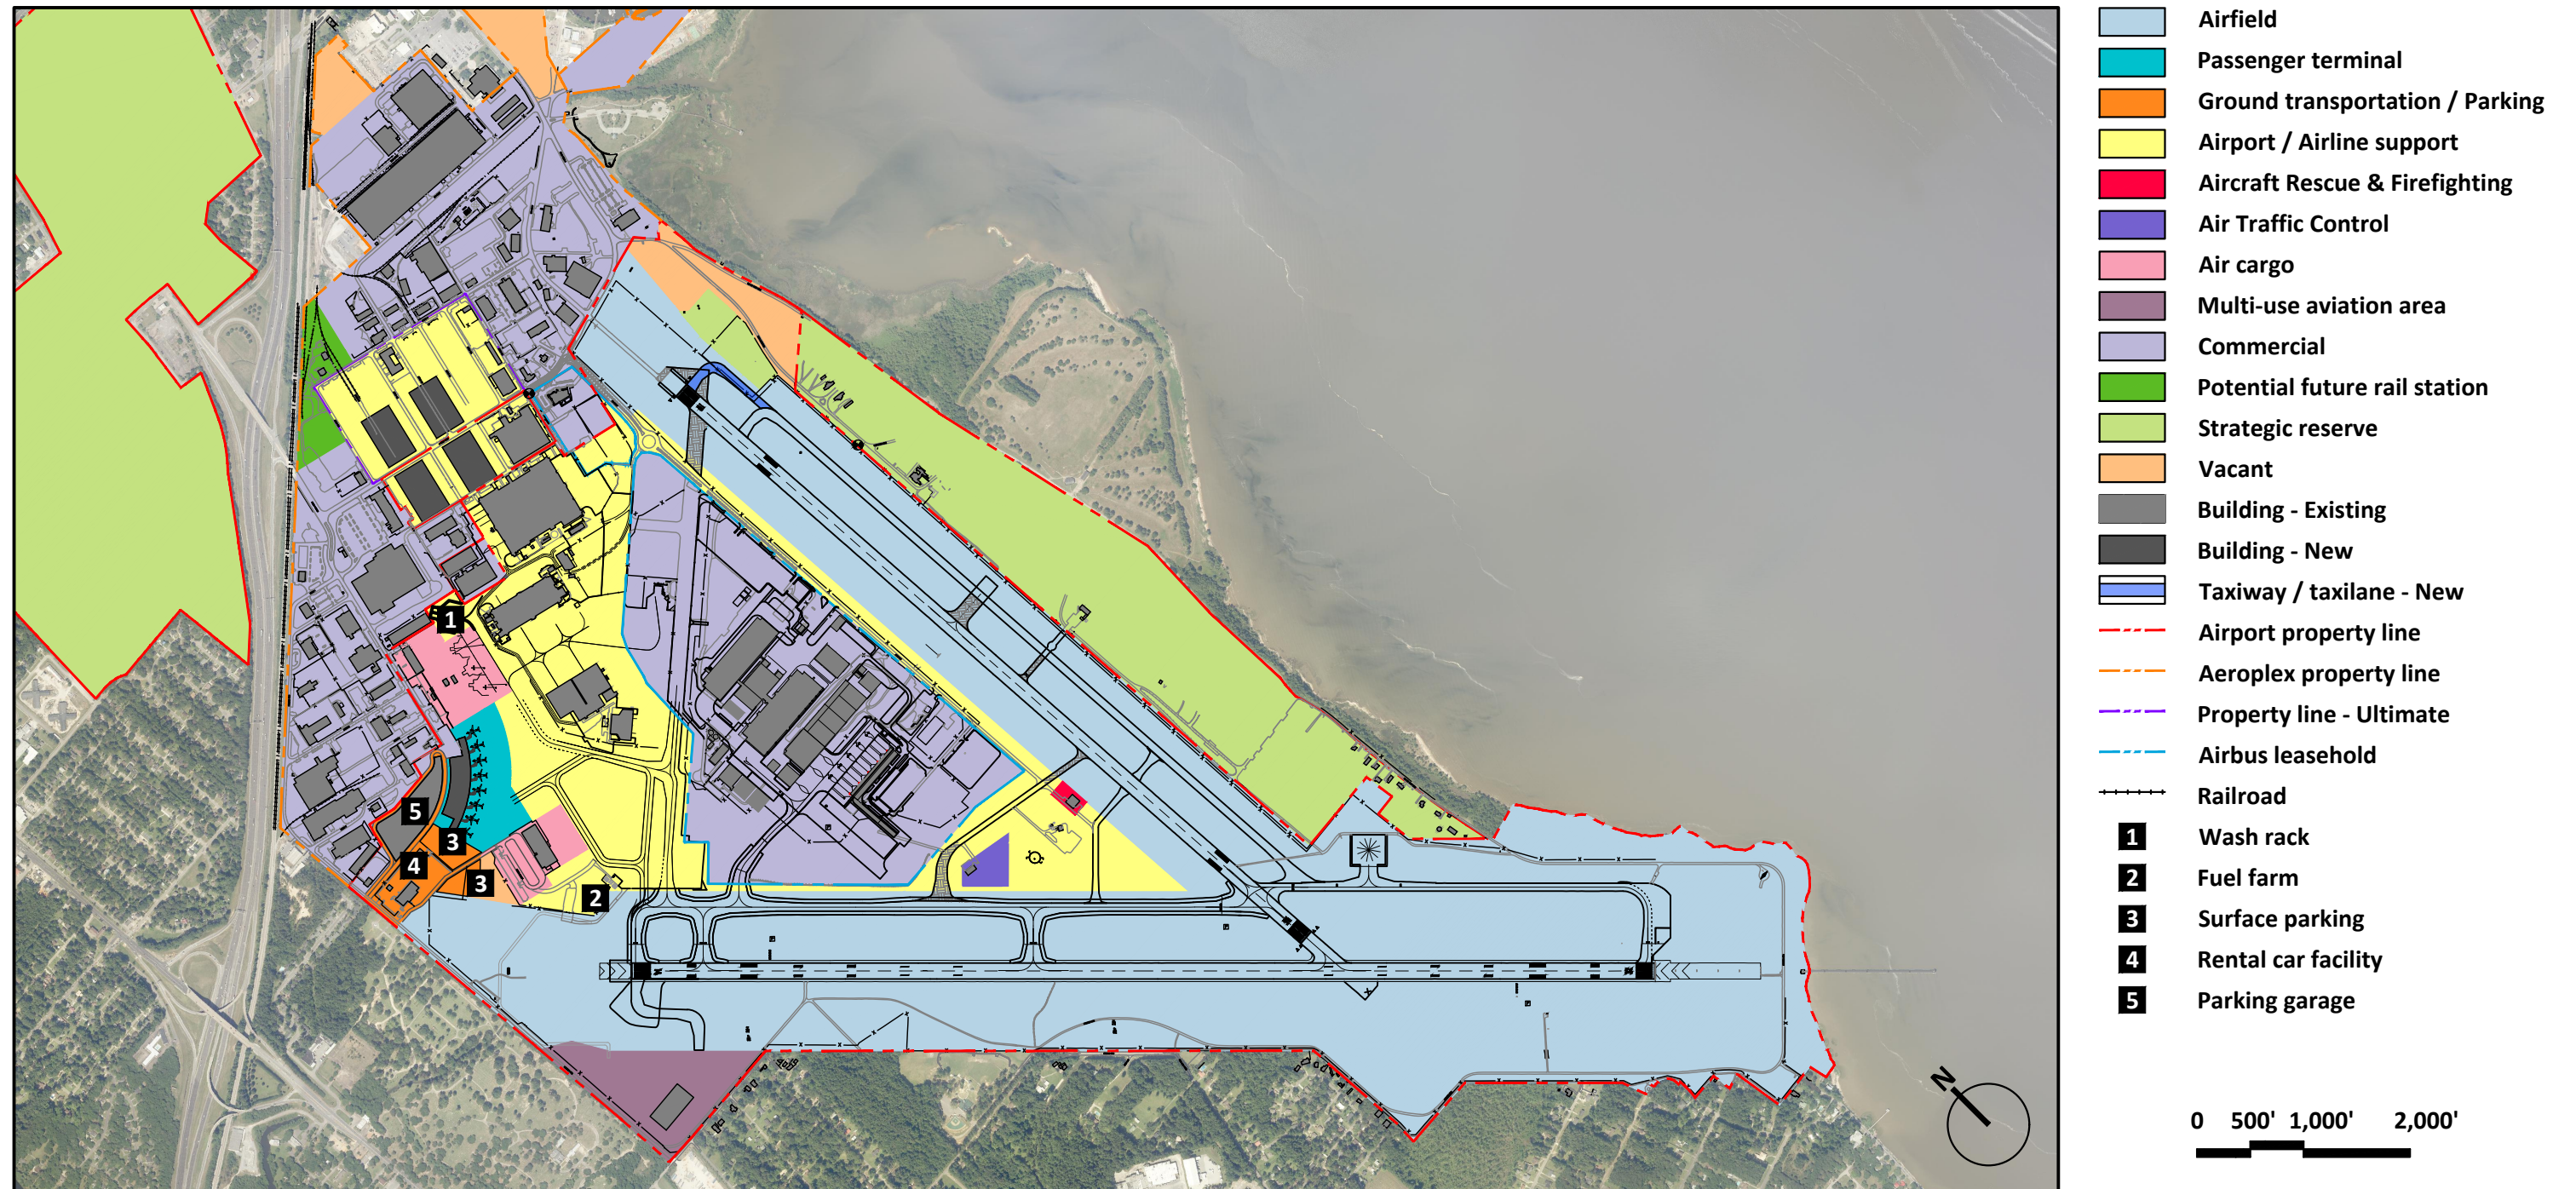 Airfield
Passenger terminal
Ground transportation / Parking
Airport / Airline support
Aircraft Rescue & Firefighting
Air Traffic Control
Air cargo
Multi-use aviation area
Commercial
Potential future rail station
Strategic reserve
Vacant
Building - Existing
Building - New
Taxiway / taxilane - New
Airport property line
Aeroplex property line
Property line - Ultimate
Airbus leasehold
Railroad
1 Wash rack
2 Fuel farm
3 Surface parking
4 Rental car facility
5 Parking garage
1
5
3
4
3
2
N
0 500' 1,000' 2,000'